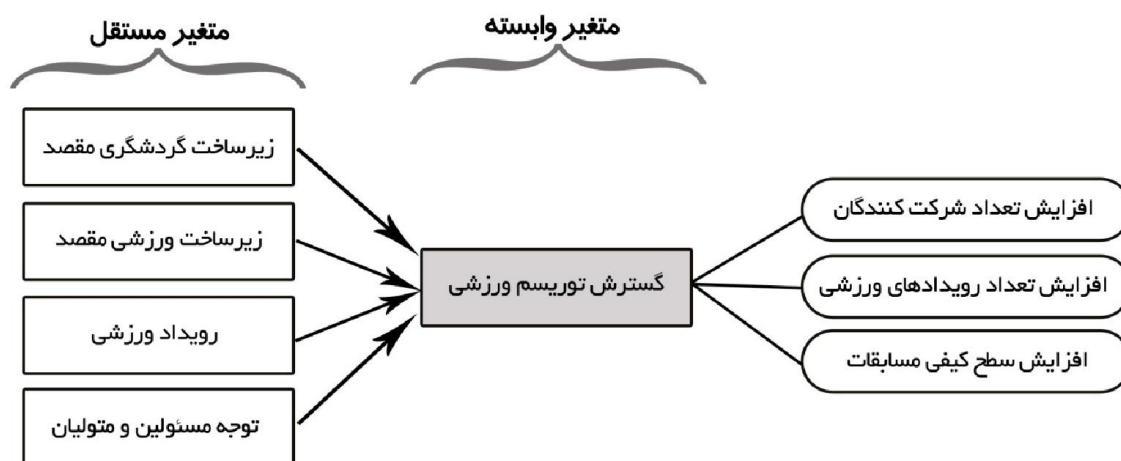 متغیر مستقل
متغیر وابسته
زیرساخت گردشگری مقصد
زیرساخت ورزشی مقصد
رویداد ورزشی
توجه مسئولین و متولیان
گسترش توریسم ورزشی
افزایش تعداد شرکت کنندگان
افزایش تعداد رویدادهای ورزشی
افزایش سطح کیفی مسابقات